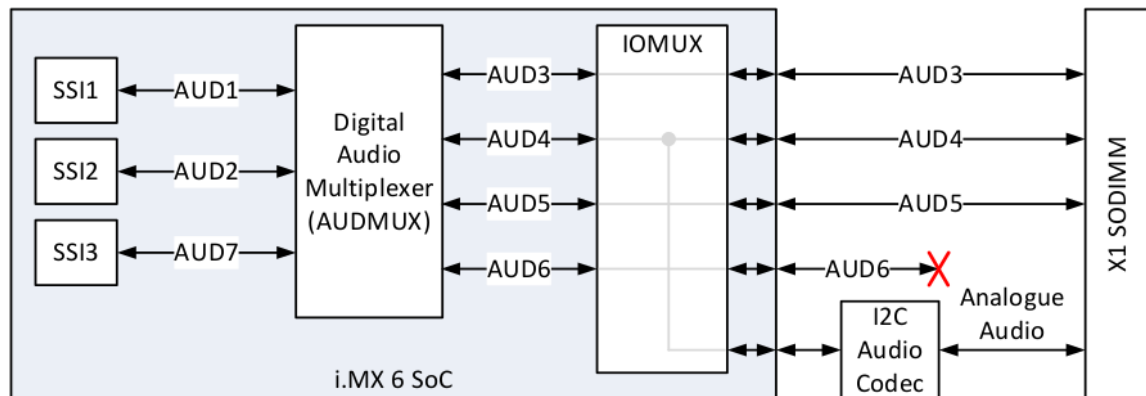 SSI1
AUD1
SSI2
AUD2
SSI3
AUD7
Digital
Audio
Multiplexer
(AUDMUX)
AUD3
AUD4
AUD5
AUD6
IOMUX
AUD3
AUD4
AUD5
AUD6
I2C
Audio
Codec
Analogue
Audio
X1 SODIMM
i.MX 6 SoC